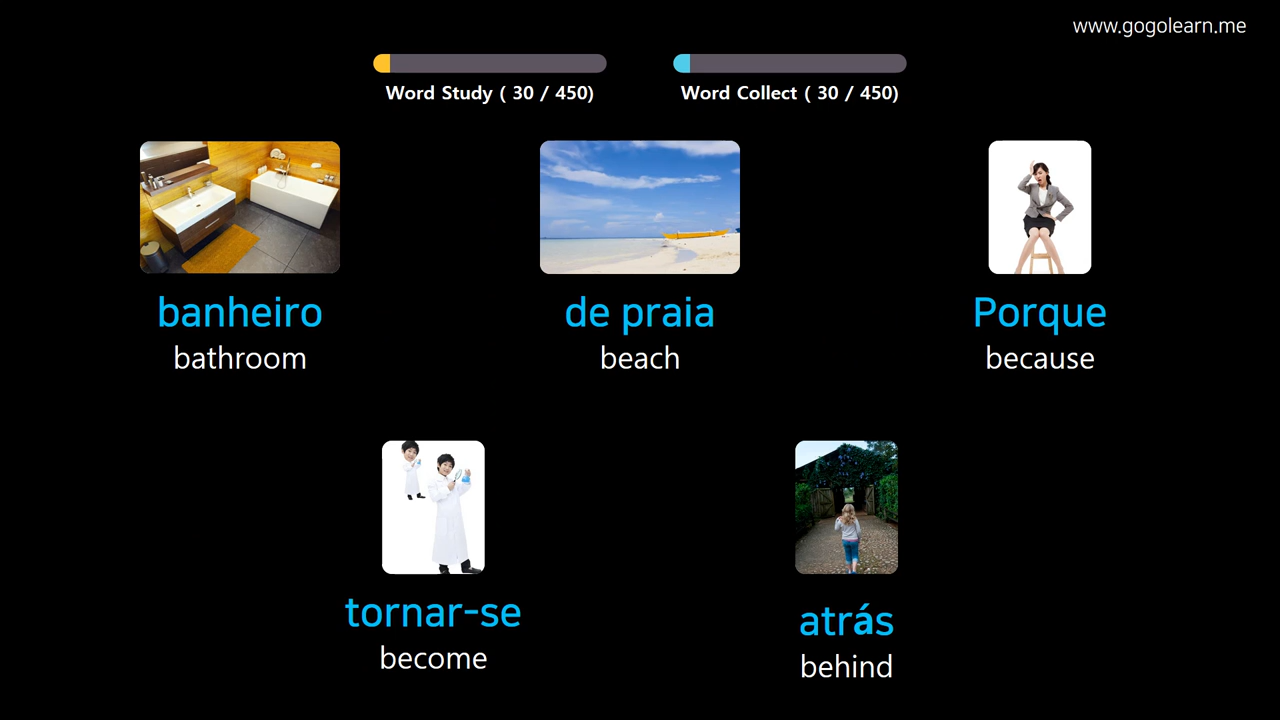 www.gogolearn.me
Word Study ( 30 / 450)
Word Collect ( 30 / 450)
banheiro
bathroom
de praia
beach
Porque
because
tornar-se
become
atrás
behind